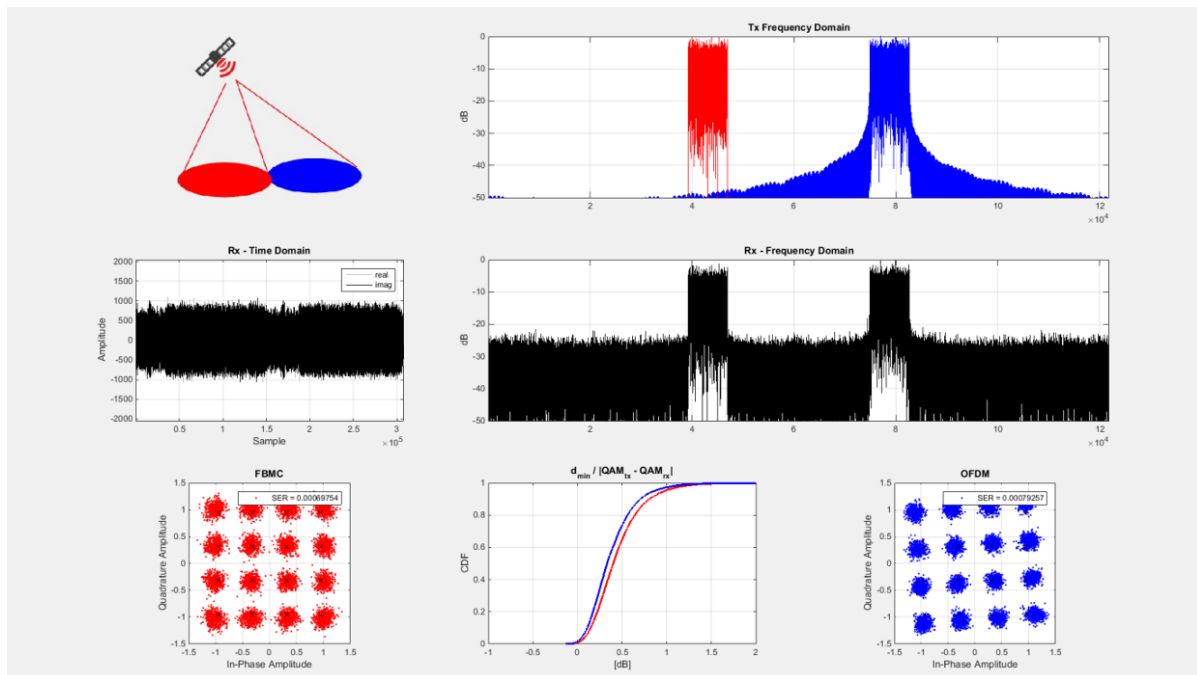 Tx Frequency Domain
dB
0
-10
-20
-30
-40
-50
2
4
6
8
10
12
×10^4
Rx - Time Domain
Amplitude
2000
1500
1000
500
0
-500
-1000
-1500
-2000
real
imag
0.5
1
1.5
2
2.5
3
Sample
×10^5
Rx - Frequency Domain
dB
0
-10
-20
-30
-40
-50
2
4
6
8
10
12
×10^4
FBMC
Quadrature Amplitude
1.5
1
0.5
0
-0.5
-1
-1.5
SER = 0.00069754
-1.5 -1 -0.5 0 0.5 1 1.5
In-Phase Amplitude
d_min / |QAM_tx - QAM_rx|
CDF
1
0.8
0.6
0.4
0.2
0
-1 -0.5 0 0.5 1 1.5 2
[dB]
OFDM
Quadrature Amplitude
1.5
1
0.5
0
-0.5
-1
-1.5
SER = 0.00079257
-1.5 -1 -0.5 0 0.5 1 1.5
In-Phase Amplitude